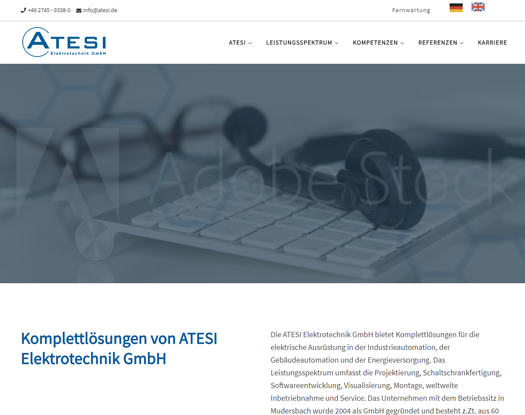 +49 2745 - 9338-0 info@atesi.de Fernwartung
ATESI
Elektrotechnik GmbH
ATESI LEISTUNGSSPEKTRUM KOMPETENZEN REFERENZEN KARRIERE
Adobe Stock
Komplettlösungen von ATESI
Elektrotechnik GmbH
Die ATESI Elektrotechnik GmbH bietet Komplettlösungen für die
elektrische Ausrüstung in der Industrieautomation, der
Gebäudeautomation und der Energieversorgung. Das
Leistungsspektrum umfasst die Projektierung, Schaltschrankfertigung,
Softwareentwicklung, Visualisierung, Montage, weltweite
Inbetriebnahme und Service. Das Unternehmen mit dem Betriebssitz in
Mudersbach wurde 2004 als GmbH gegründet und besteht z.Zt. aus 60